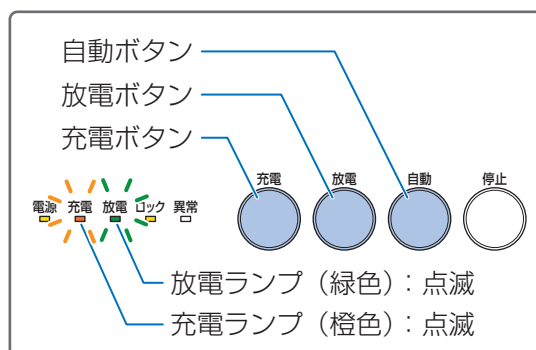 自動ボタン
放電ボタン
充電ボタン
充電 放電 自動 停止
電源 充電 放電 ロック 異常
放電ランプ（緑色）：点滅
充電ランプ（橙色）：点滅